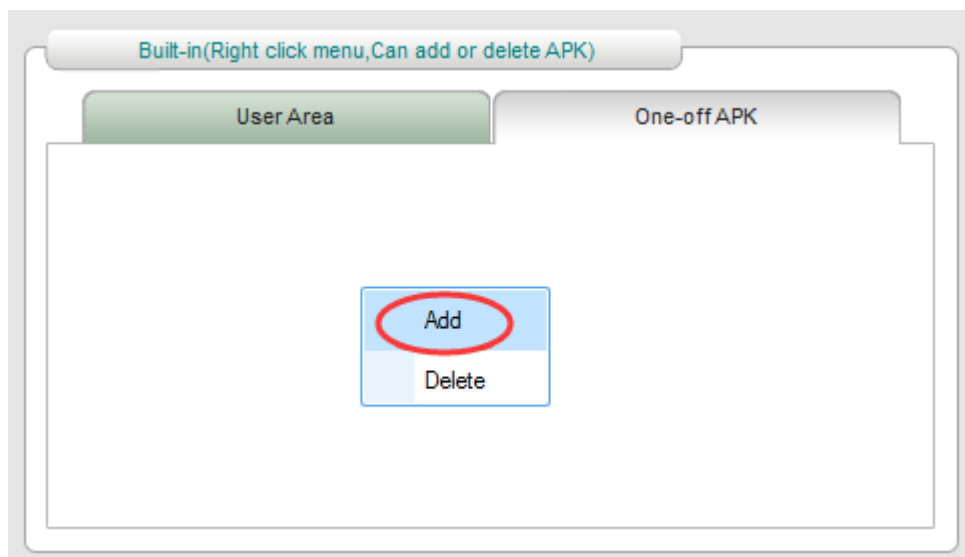 Built-in(Right click menu,Can add or delete APK)
User Area
One-off APK
Add
Delete